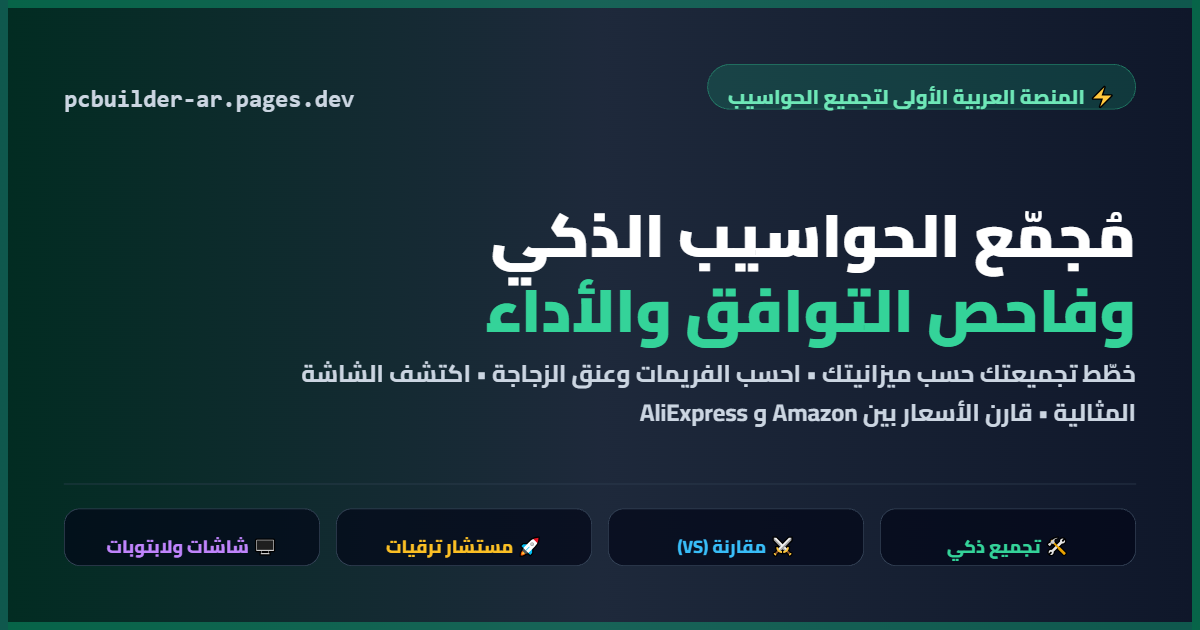 ⚡ المنصة العربية الأولى لتجميع الحواسيب
pcbuilder-ar.pages.dev
مُجمّع الحواسيب الذكي
وفاحص التوافق والأداء
خطّط تجميعتك حسب ميزانيتك ▪ احسب الفريمات وعنق الزجاجة ▪ اكتشف الشاشة
المثالية ▪ قارن الأسعار بين Amazon و AliExpress
🛠️ تجميع ذكي
⚔️ مقارنة (VS)
🚀 مستشار ترقيات
🖥️ شاشات ولابتوبات